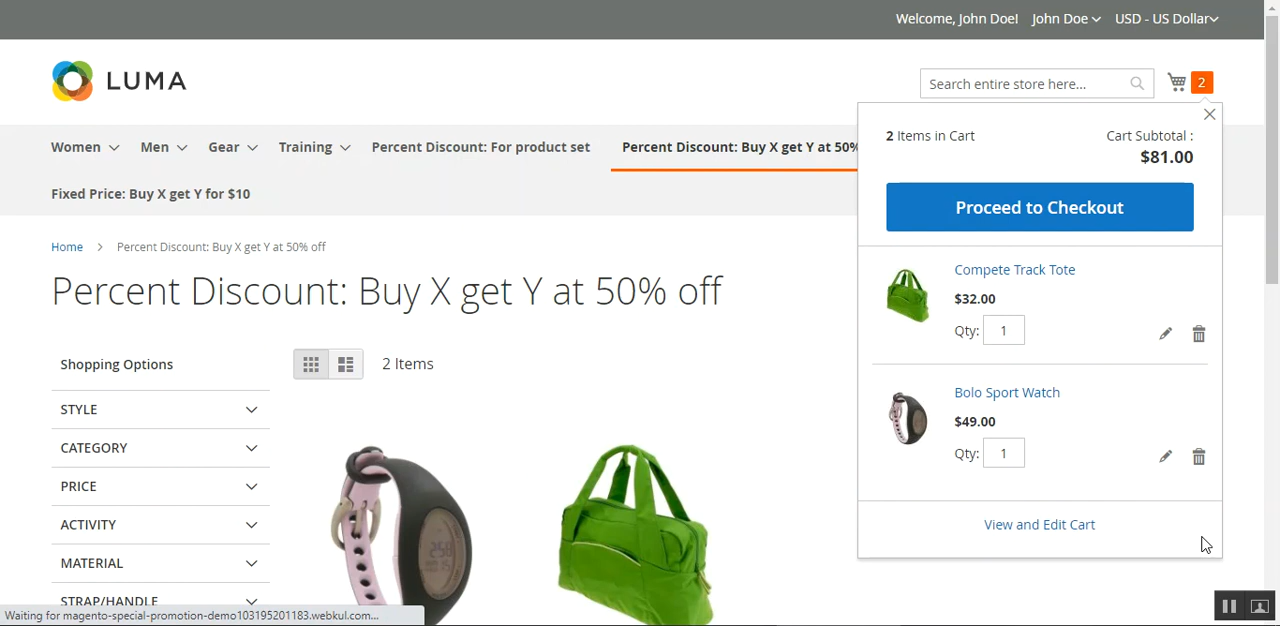 Welcome, John Doe! John Doe USD - US Dollar
LUMA
Search entire store here... 2
Women Men Gear Training Percent Discount: For product set Percent Discount: Buy X get Y at 50%
Fixed Price: Buy X get Y for $10
2 Items in Cart Cart Subtotal :
$81.00
Proceed to Checkout
Home > Percent Discount: Buy X get Y at 50% off
Percent Discount: Buy X get Y at 50% off
Compete Track Tote
$32.00
Qty: 1
Shopping Options 2 Items
Bolo Sport Watch
$49.00
Qty: 1
View and Edit Cart
STYLE
CATEGORY
PRICE
ACTIVITY
MATERIAL
STRAP/HANDLE
Waiting for magento-special-promotion-demo103195201183.webkul.com...